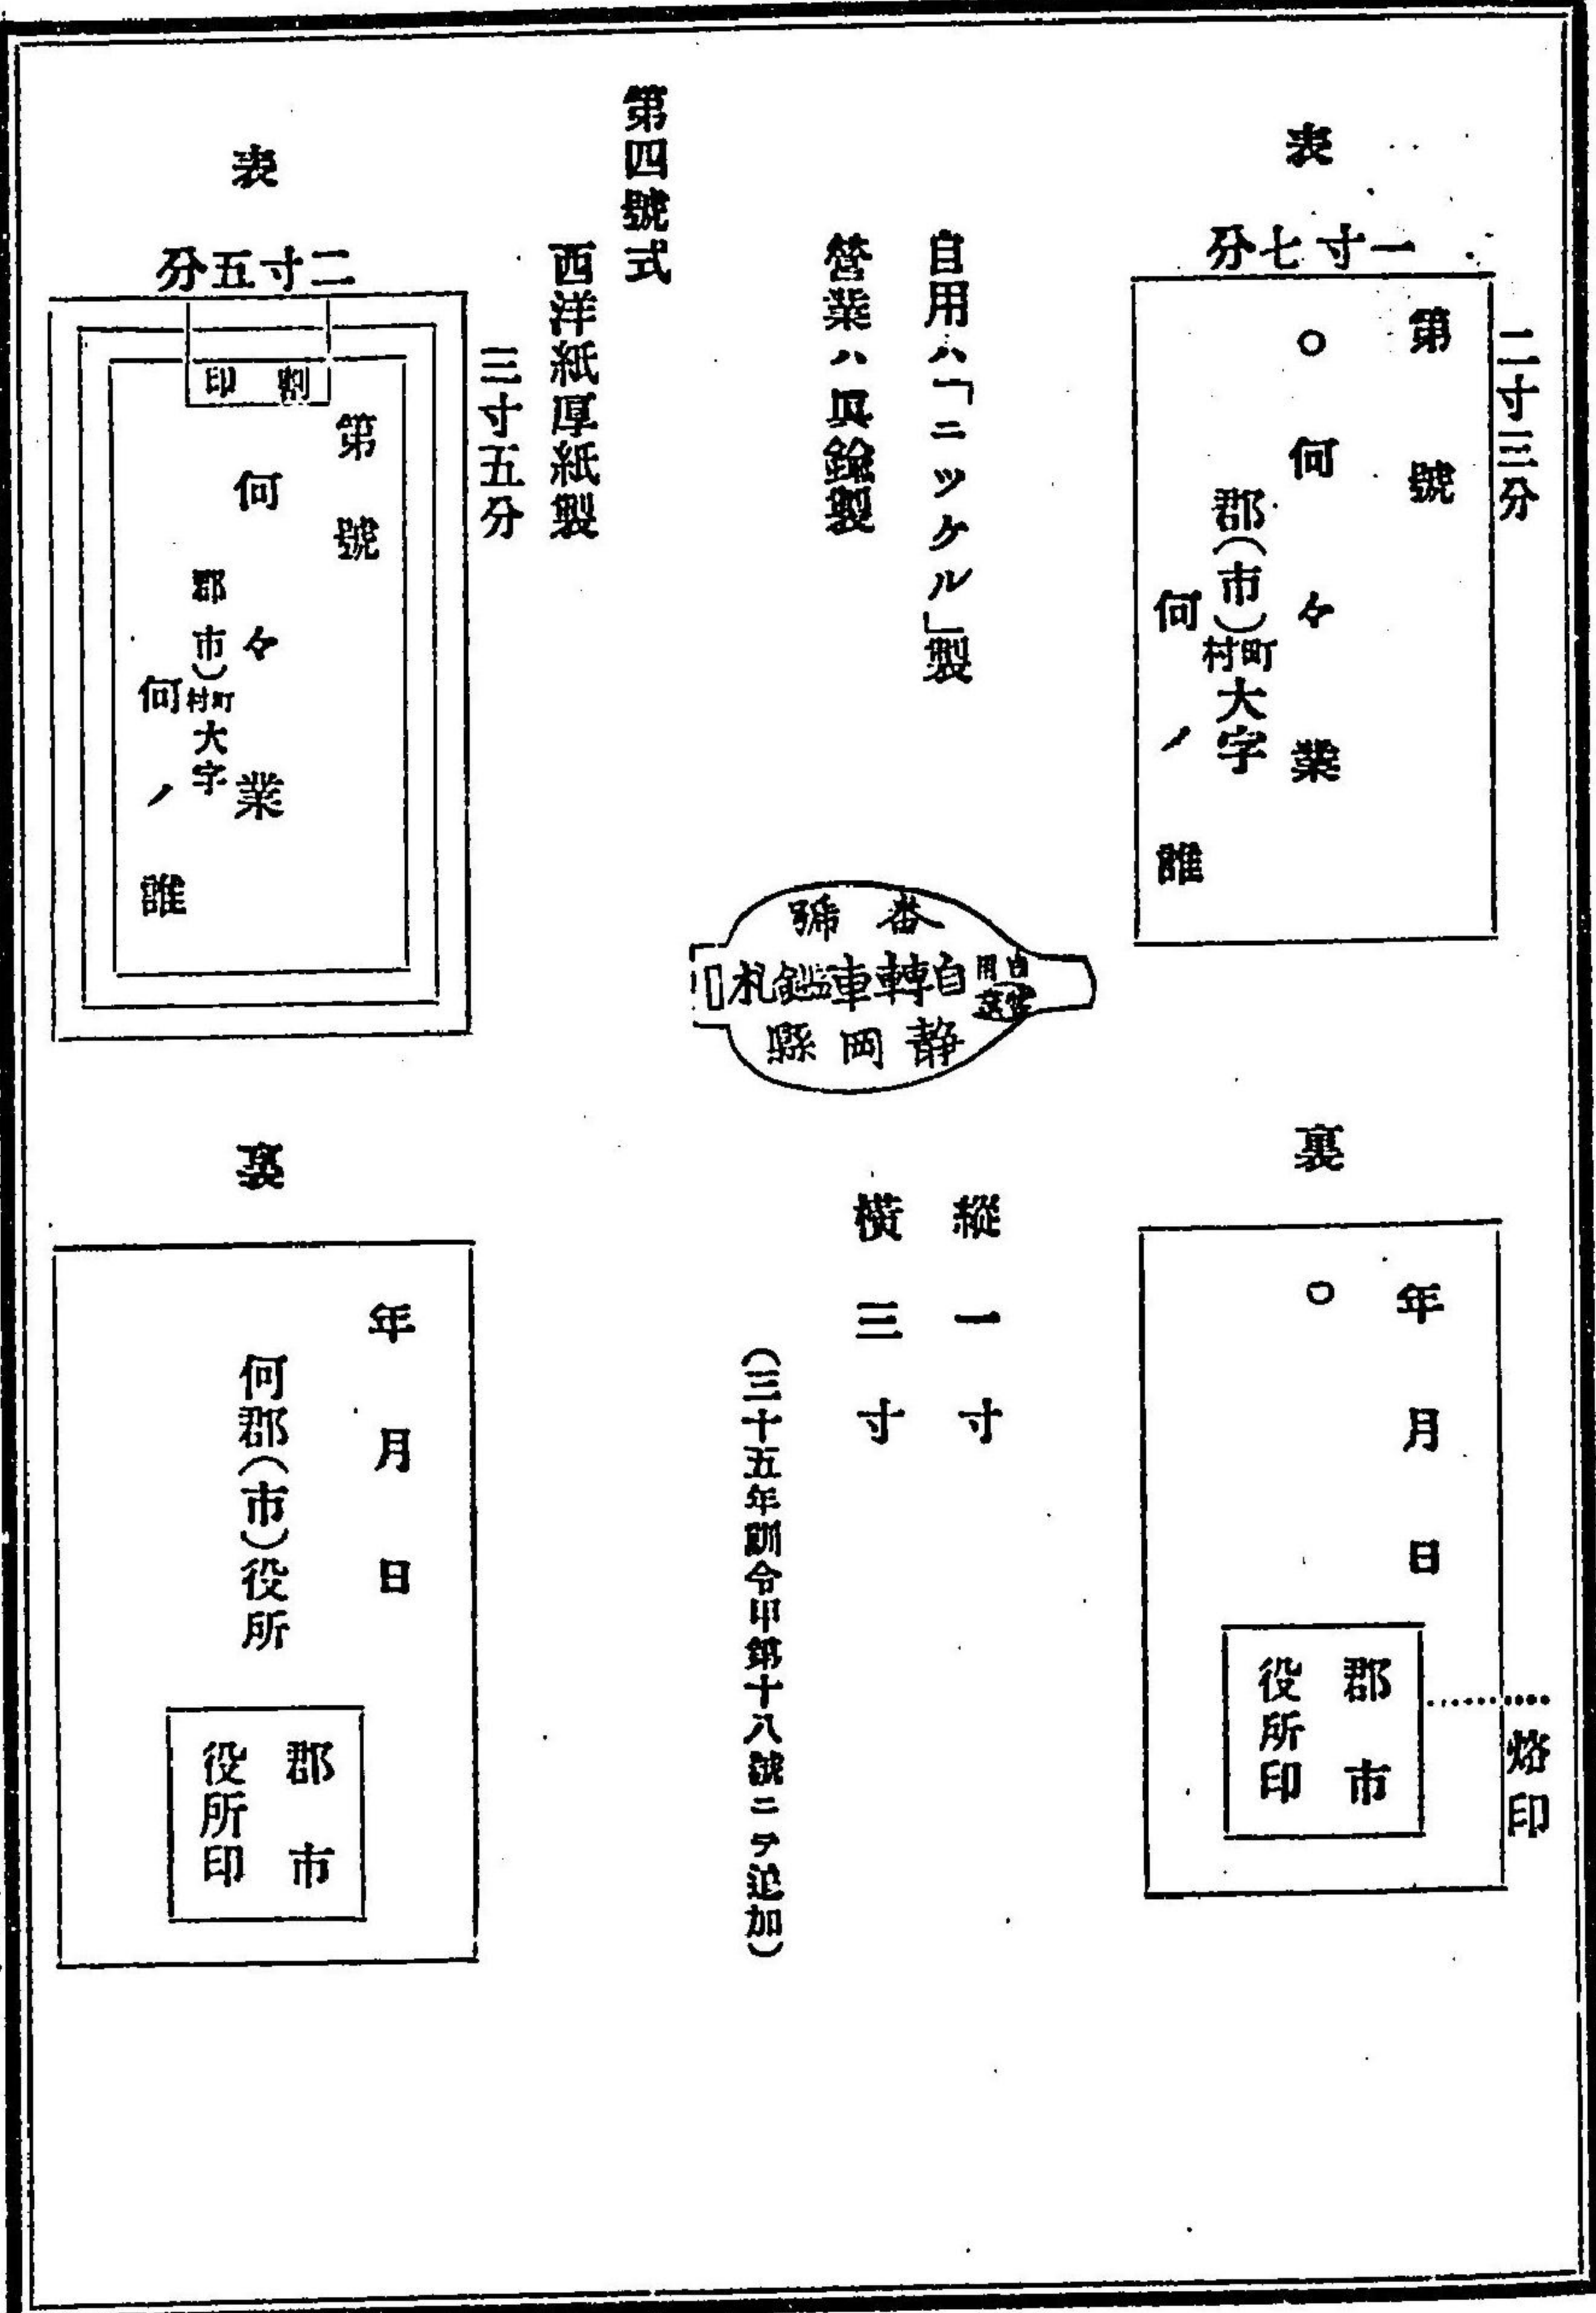 表
一寸七分
二寸三分
第號
何々業
郡(市)町村大字
何ノ誰
裏
年月日
郡市
役所印
烙印
自用ハ「ニツケル」製
營業ハ眞鍮製
番號
自轉車鑑札
靜岡縣
縱一寸
橫三寸
(三十五年訓令甲第十八號ニテ追加)
第四號式
西洋紙厚紙製
表
二寸五分
三寸五分
割印
第號
何々業
郡市)町村大字
何ノ誰
裏
年月日
何郡(市)役所
郡市
役所印